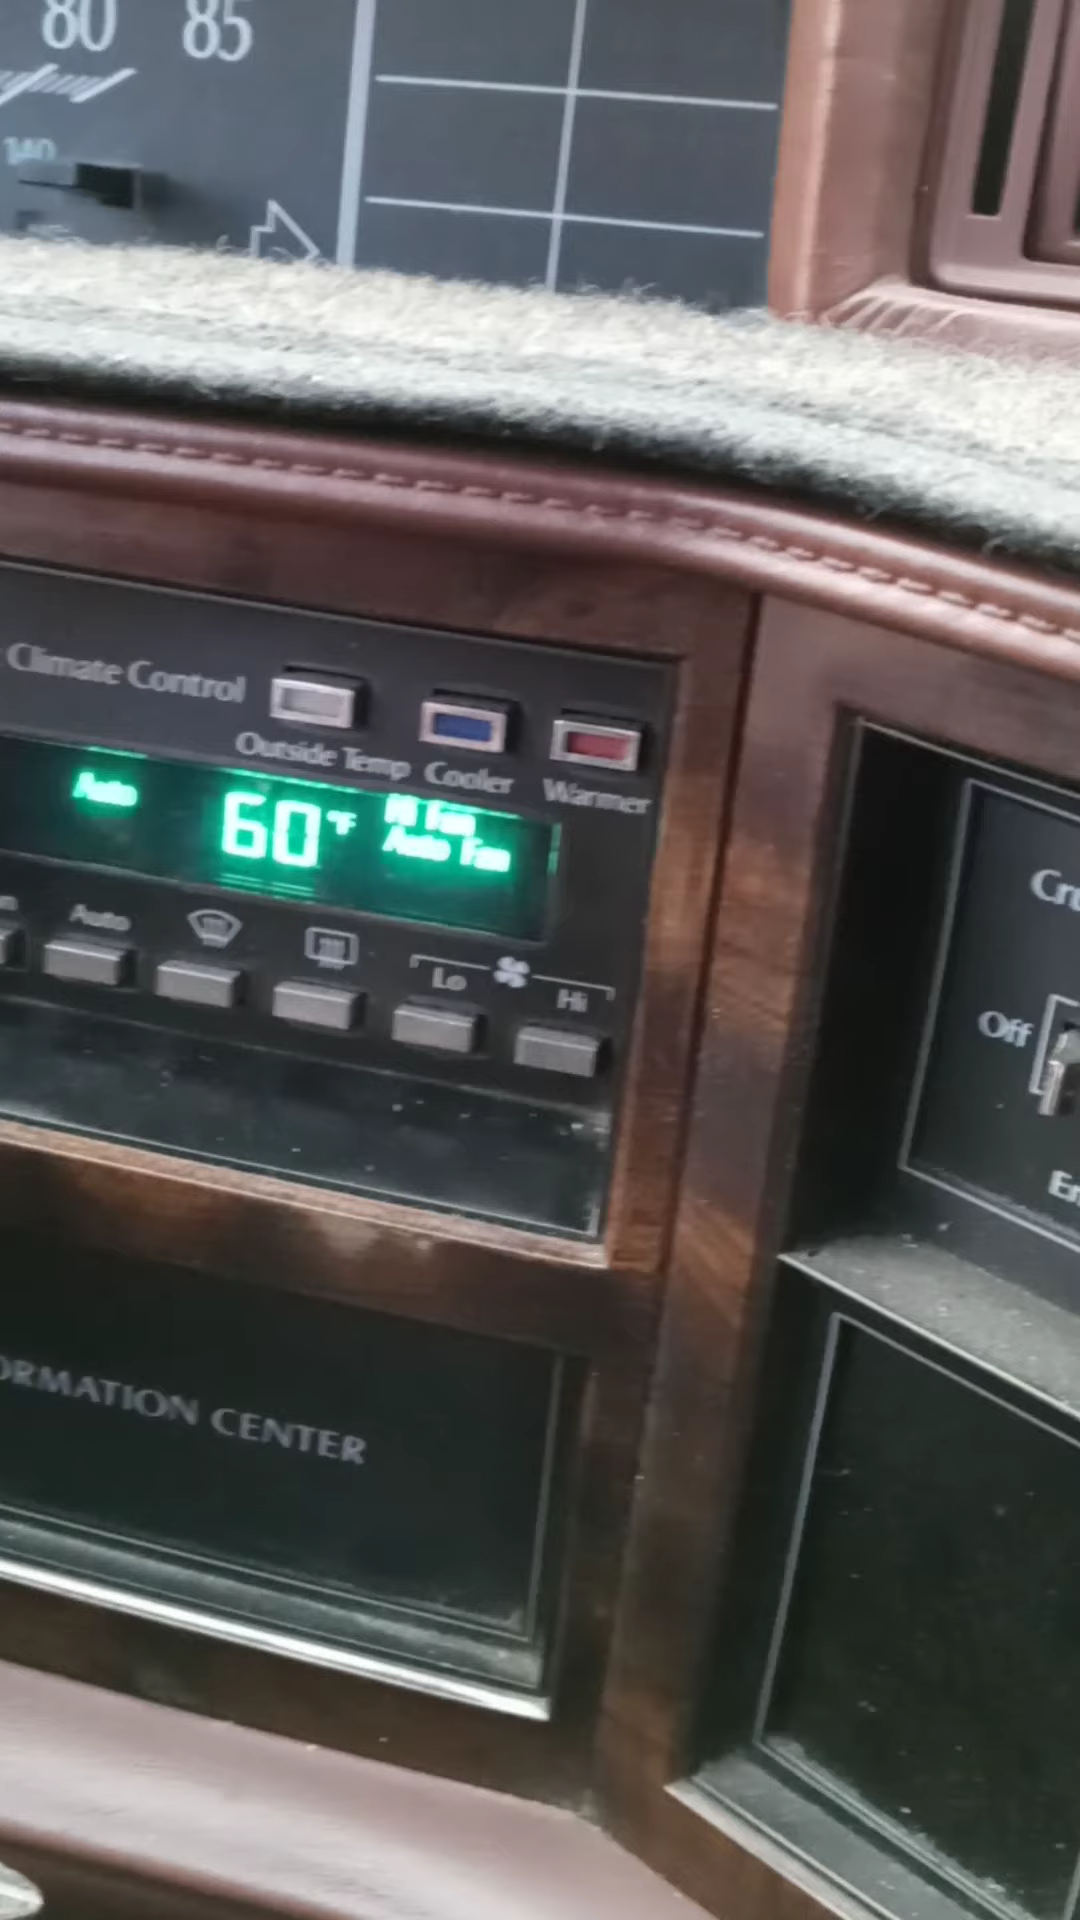 80 85
140
Climate Control
Outside Temp Cooler Warmer
Auto 60°F Hi Fan
Auto Fan
Auto Lo Hi
Off
ORMATION CENTER